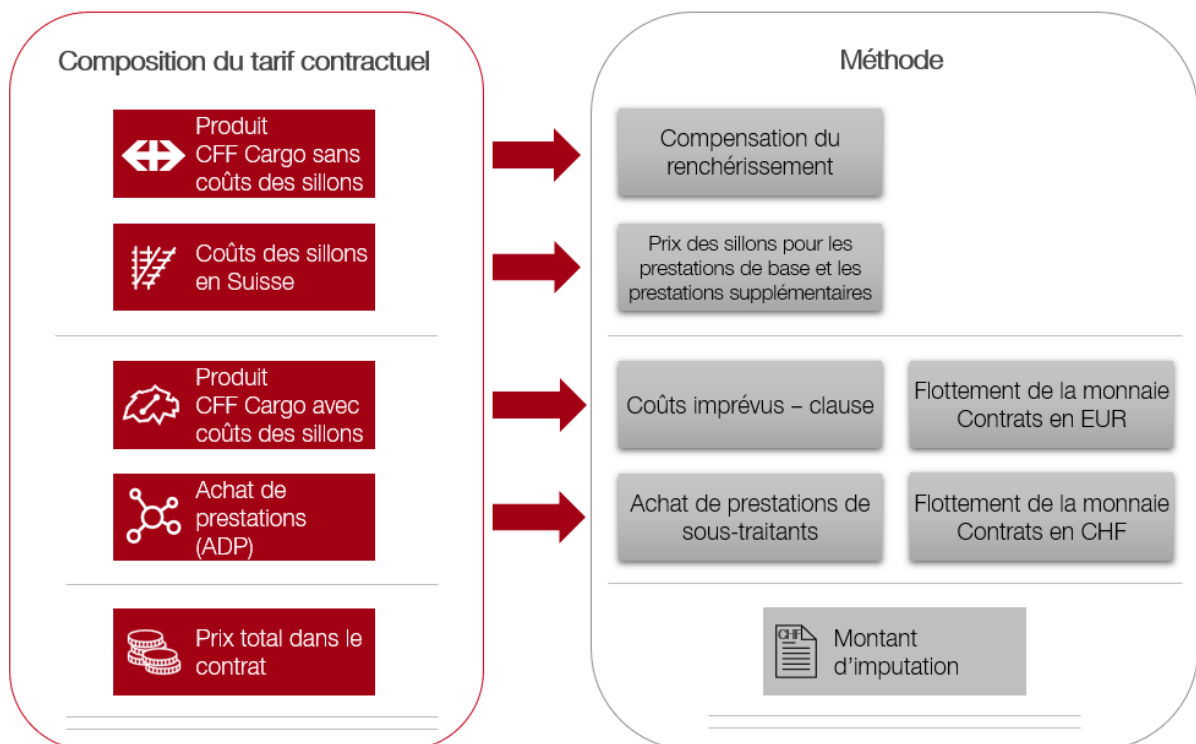 Composition du tarif contractuel
Produit
CFF Cargo sans
coûts des sillons
Coûts des sillons
en Suisse
Produit
CFF Cargo avec
coûts des sillons
Achat de
prestations
(ADP)
Prix total dans le
contrat
Méthode
Compensation du
renchérissement
Prix des sillons pour les
prestations de base et les
prestations supplémentaires
Coûts imprévus – clause
Flottement de la monnaie
Contrats en EUR
Achat de prestations de
sous-traitants
Flottement de la monnaie
Contrats en CHF
CHF
Montant
d’imputation